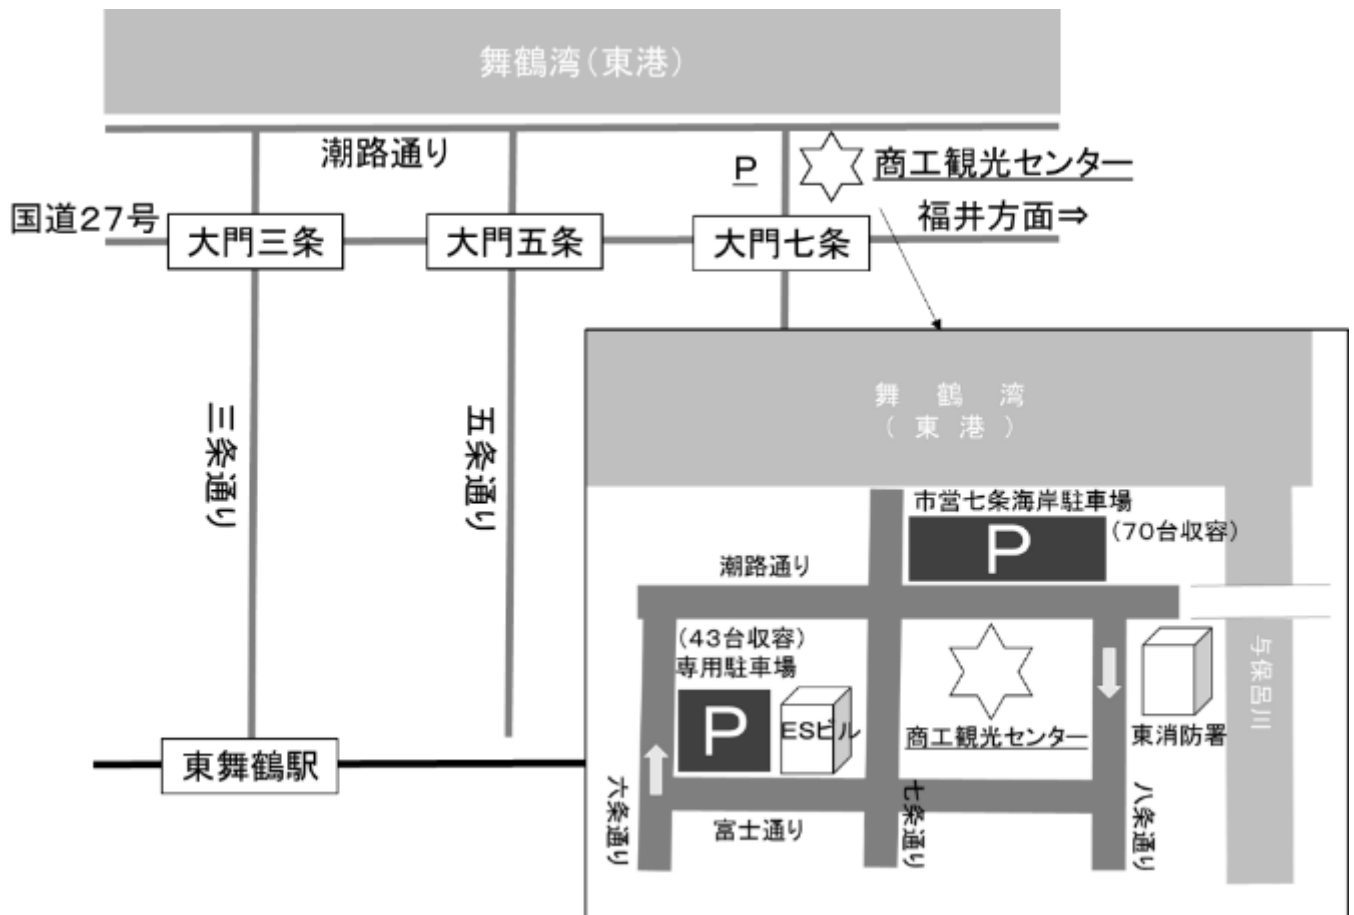 舞鶴湾(東港)
潮路通り
P
商工観光センター
国道27号
福井方面⇒
大門三条
大門五条
大門七条
三条通り
五条通り
東舞鶴駅
舞鶴湾
(東港)
市営七条海岸駐車場
P
(70台収容)
潮路通り
(43台収容)
専用駐車場
P
ESビル
商工観光センター
東消防署
与保呂川
六条通り
富士通り
七条通り
八条通り